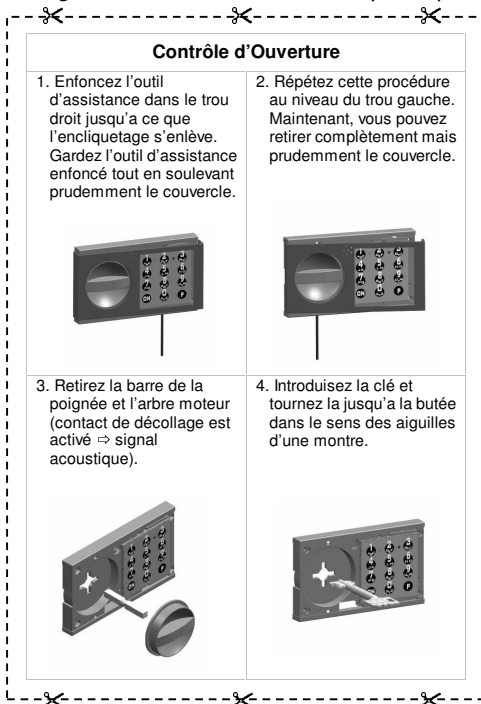 Contrôle d’Ouverture
1. Enfoncez l’outil
d’assistance dans le trou
droit jusqu’a ce que
l’encliquetage s’enlève.
Gardez l’outil d’assistance
enfoncé tout en soulevant
prudemment le couvercle.
2. Répétez cette procédure
au niveau du trou gauche.
Maintenant, vous pouvez
retirer complètement mais
prudemment le couvercle.
3. Retirez la barre de la
poignée et l’arbre moteur
(contact de décollage est
activé ⇨ signal
acoustique).
4. Introduisez la clé et
tournez la jusqu’a la butée
dans le sens des aiguilles
d’une montre.